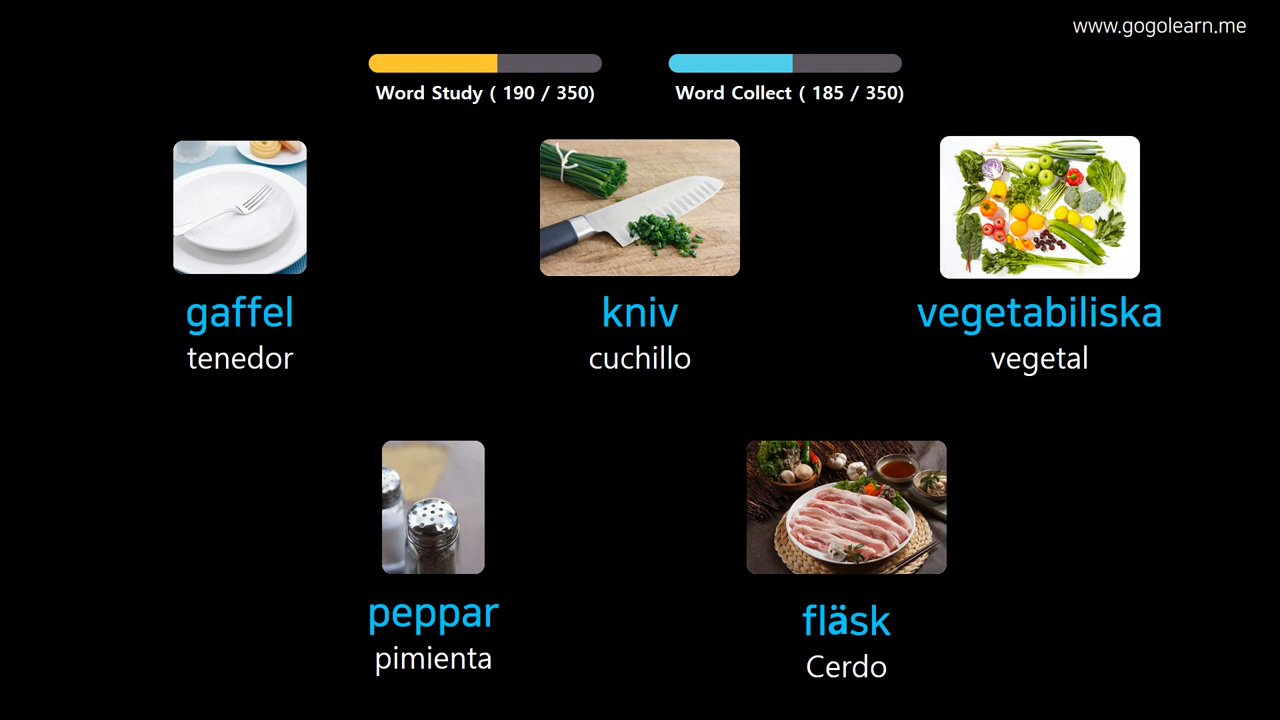 www.gogolearn.me
Word Study ( 190 / 350)
Word Collect ( 185 / 350)
gaffel
tenedor
kniv
cuchillo
vegetabiliska
vegetal
peppar
pimienta
fläsk
Cerdo